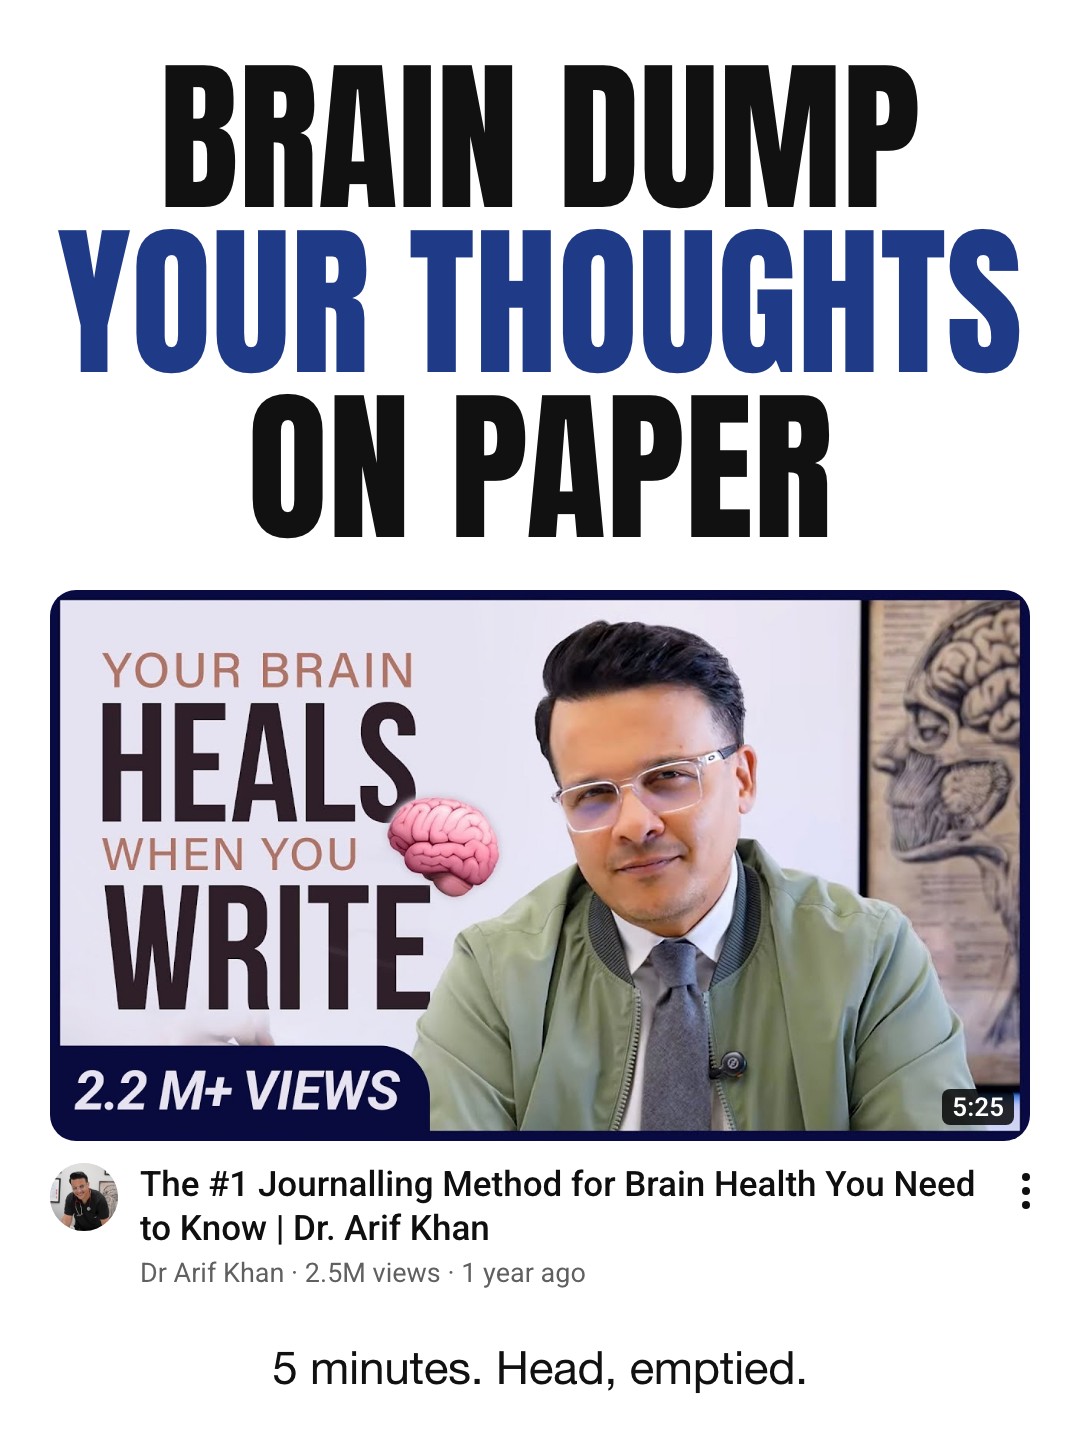 BRAIN DUMP
YOUR THOUGHTS
ON PAPER
YOUR BRAIN
HEALS
WHEN YOU
WRITE
2.2 M+ VIEWS
5:25
The #1 Journalling Method for Brain Health You Need
to Know | Dr. Arif Khan
Dr Arif Khan · 2.5M views · 1 year ago
5 minutes. Head, emptied.